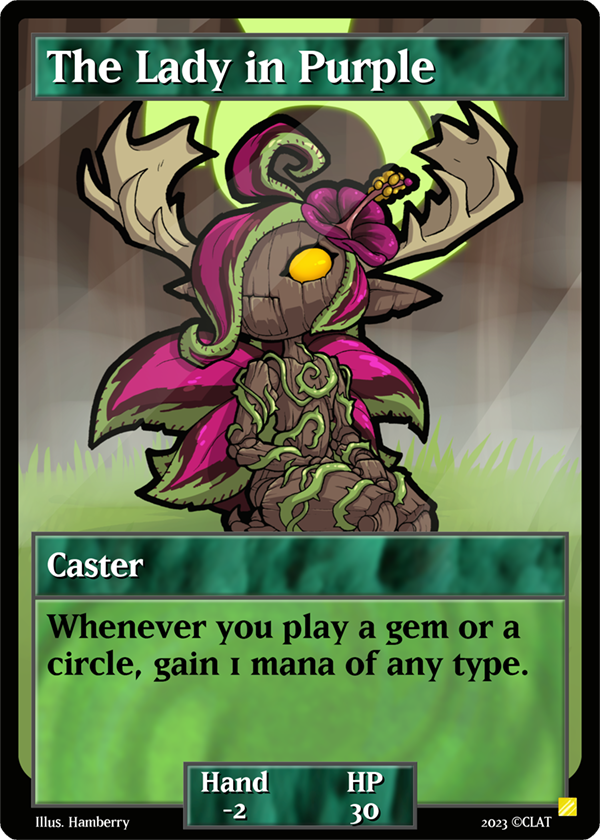 The Lady in Purple
Caster
Whenever you play a gem or a
circle, gain 1 mana of any type.
Hand HP
-2 30
Illus. Hamberry 2023 ©CLAT